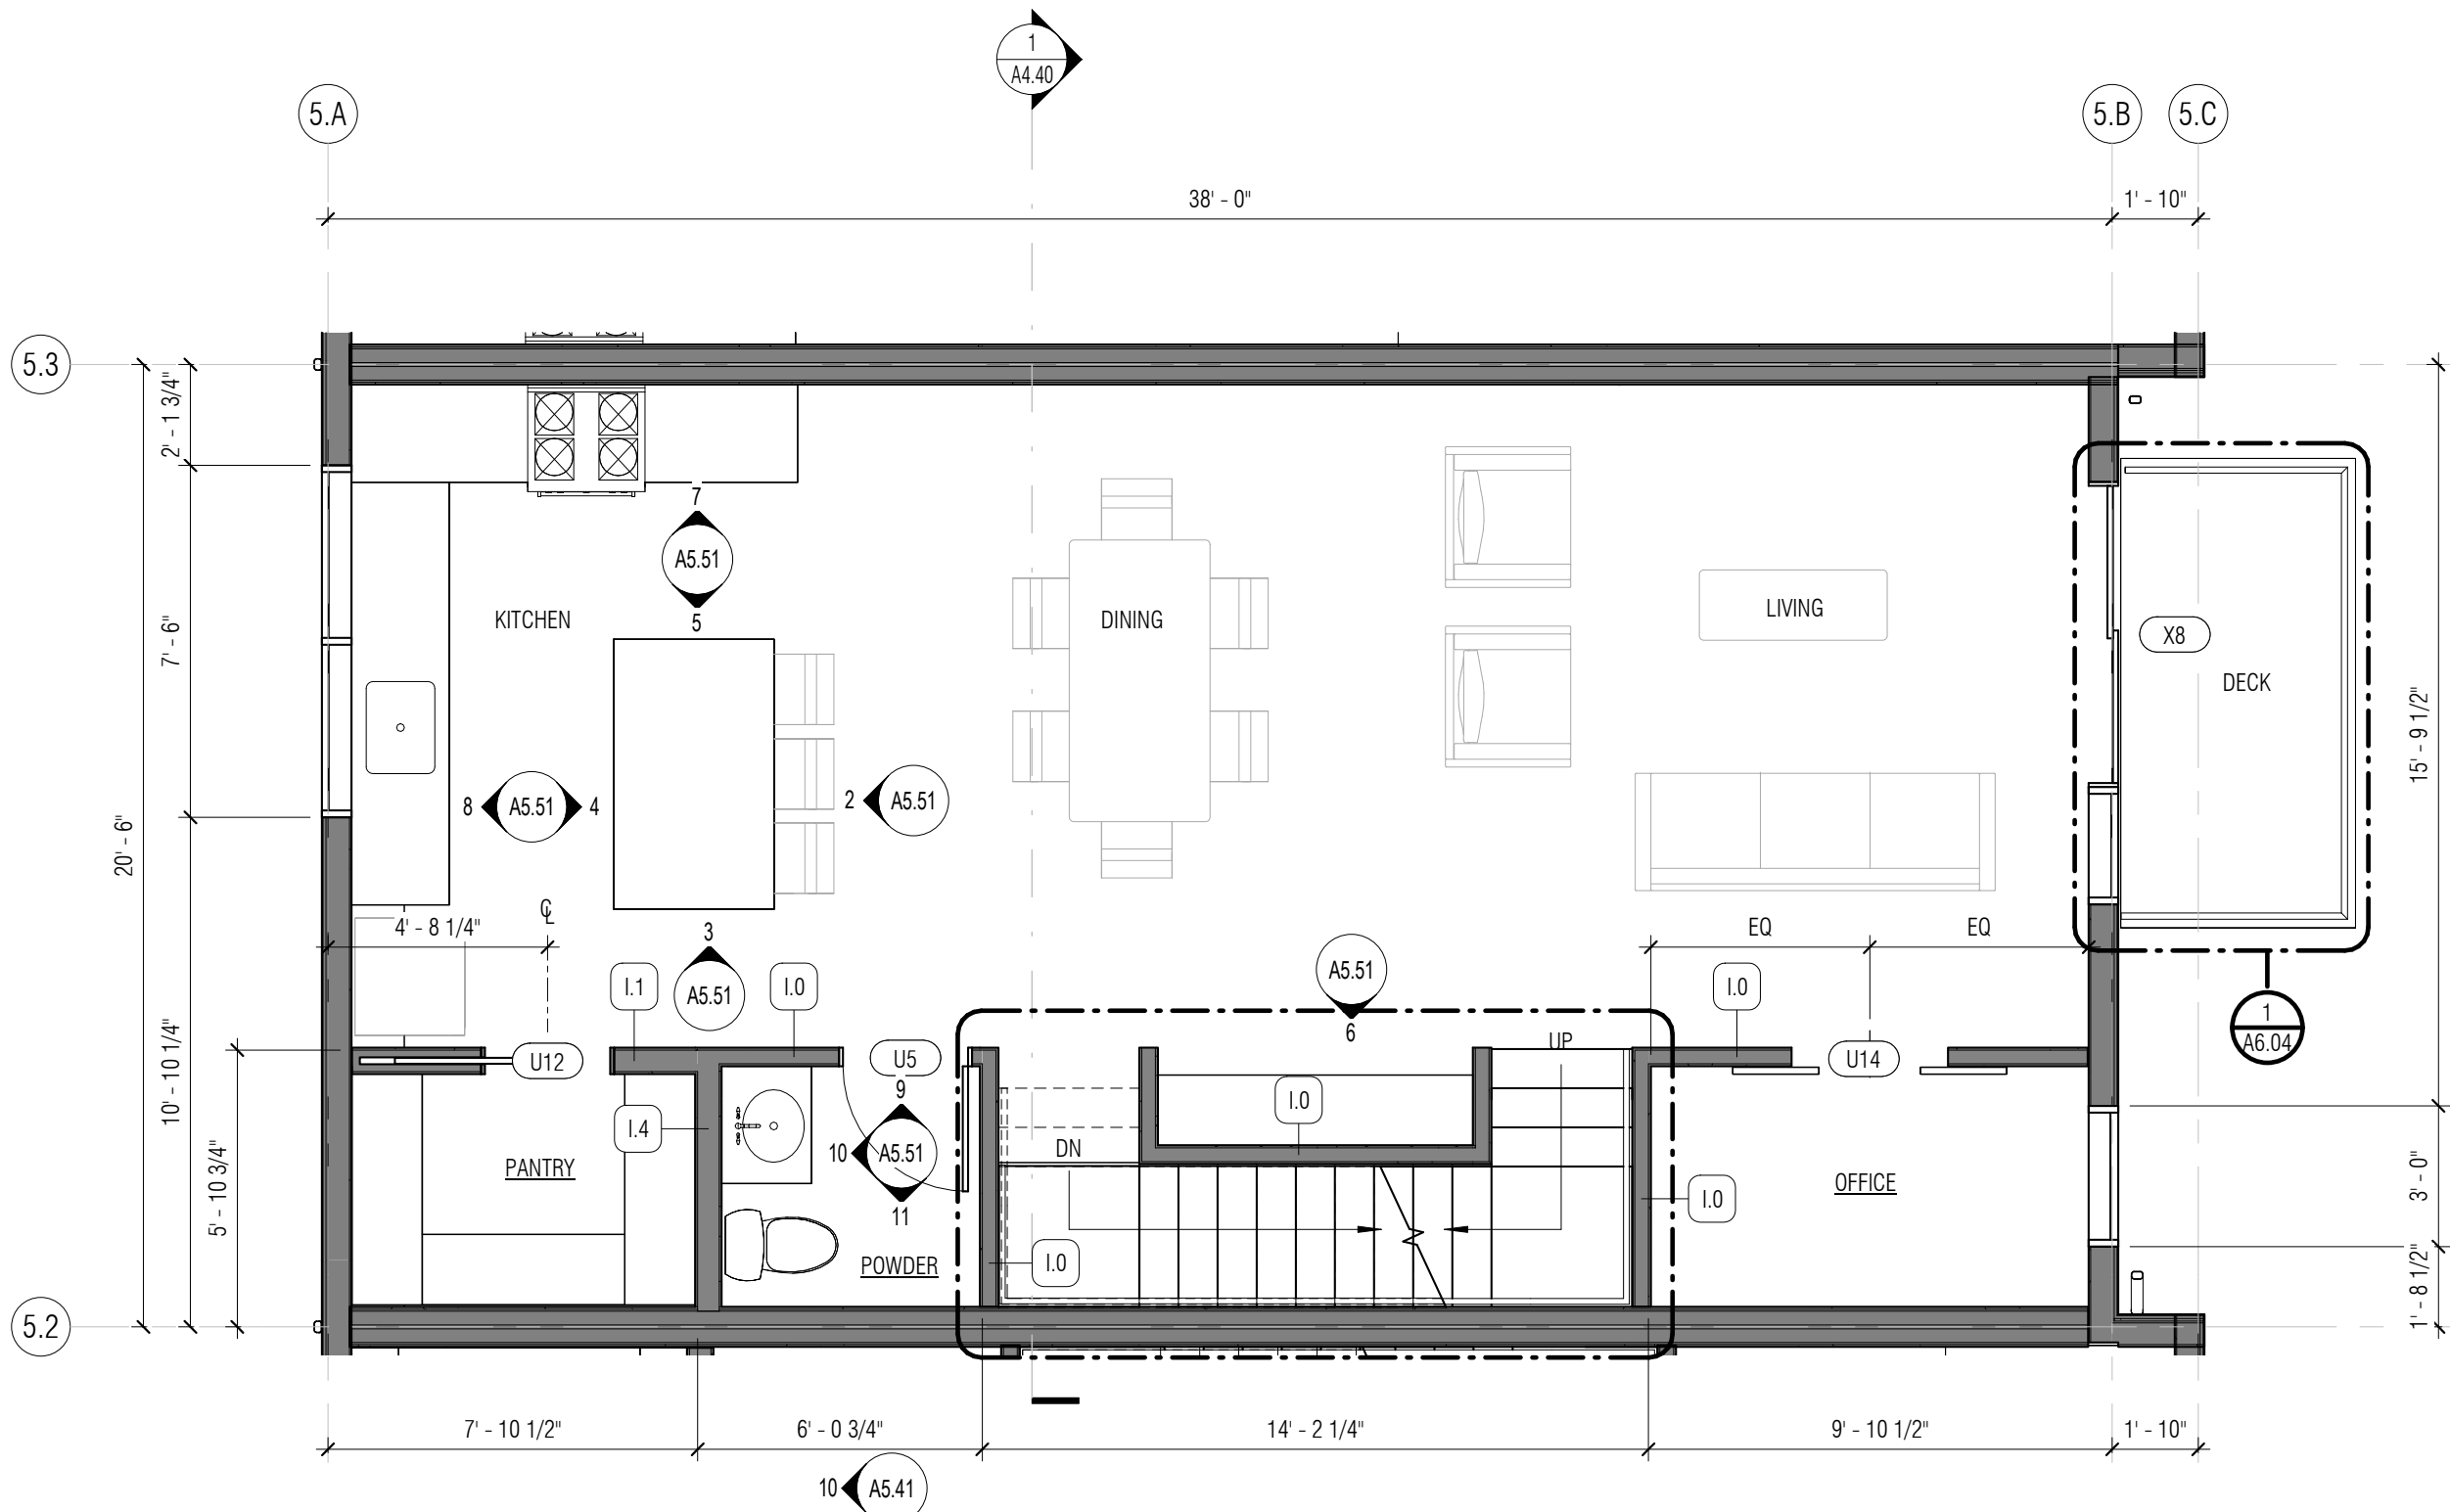 1
A4.40
5.A
5.B
5.C
38' - 0"
1' - 10"
5.3
2' - 1 3/4"
7
A5.51
5
KITCHEN
DINING
LIVING
X8
DECK
7' - 6"
15' - 9 1/2"
8
A5.51
4
2
A5.51
20' - 6"
4' - 8 1/4"
CL
3
A5.51
EQ
EQ
I.1
I.0
A5.51
6
I.0
1
A6.04
UP
U12
U5
U14
9
10
A5.51
11
I.0
I.4
10' - 10 1/4"
DN
PANTRY
5' - 10 3/4"
OFFICE
I.0
3' - 0"
POWDER
I.0
1' - 8 1/2"
5.2
7' - 10 1/2"
6' - 0 3/4"
14' - 2 1/4"
9' - 10 1/2"
1' - 10"
10
A5.41